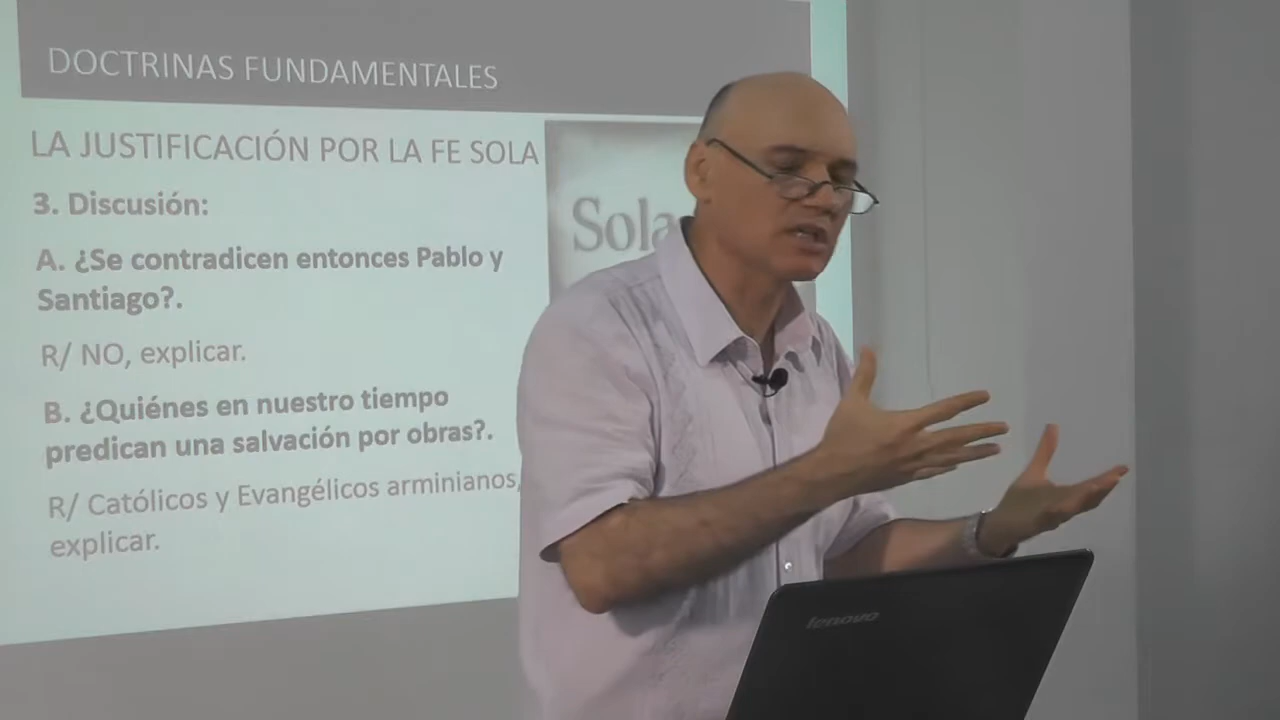 DOCTRINAS FUNDAMENTALES
LA JUSTIFICACIÓN POR LA FE SOLA
3. Discusión:
A. ¿Se contradicen entonces Pablo y
Santiago?.
R/ NO, explicar.
B. ¿Quiénes en nuestro tiempo
predican una salvación por obras?.
R/ Católicos y Evangélicos arminianos,
explicar.
Sola
lenovo